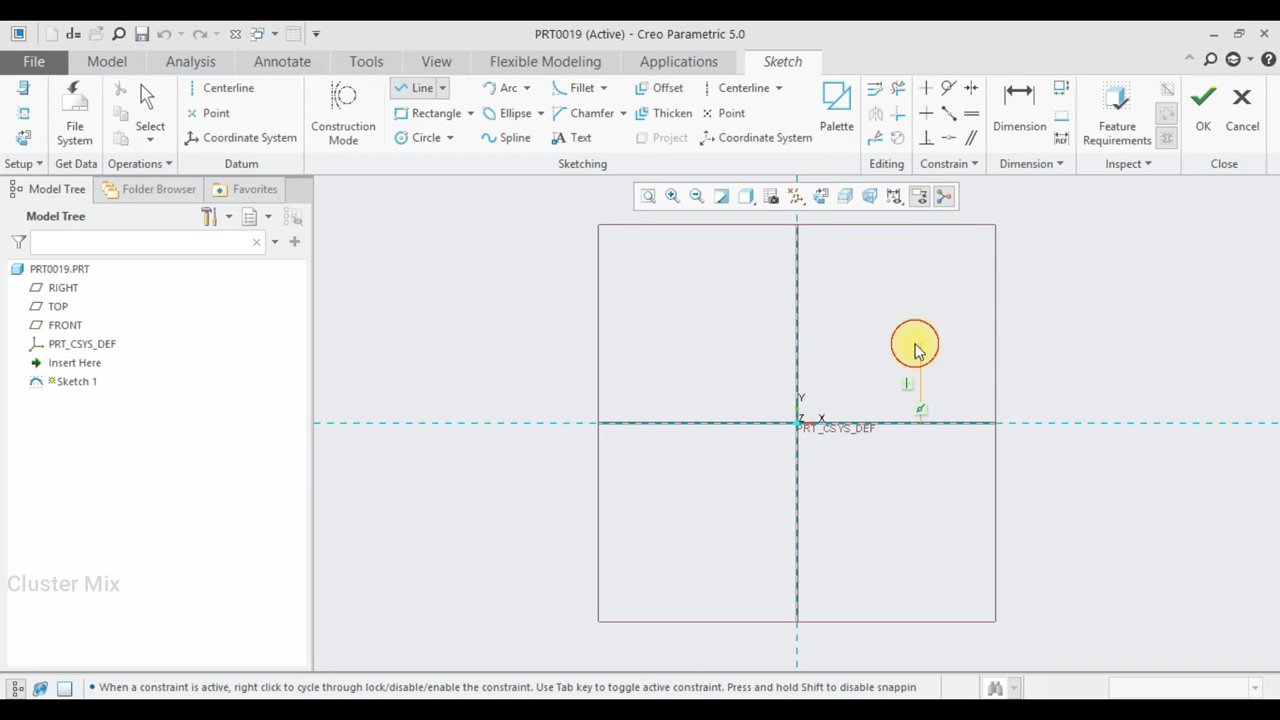 d=
PRT0019 (Active) - Creo Parametric 5.0
File Model Analysis Annotate Tools View Flexible Modeling Applications Sketch
File System
Select
Centerline
Point
Coordinate System
Construction Mode
Line
Rectangle
Circle
Arc
Ellipse
Spline
Fillet
Chamfer
Text
Offset
Thicken
Project
Centerline
Point
Coordinate System
Palette
Dimension
Feature Requirements
OK
Cancel
Setup Get Data Operations Datum Sketching Editing Constrain Dimension Inspect Close
Model Tree Folder Browser Favorites
Model Tree
PRT0019.PRT
RIGHT
TOP
FRONT
PRT_CSYS_DEF
Insert Here
Sketch 1
Y
Z X
PRT_CSYS_DEF
Cluster Mix
• When a constraint is active, right click to cycle through lock/disable/enable the constraint. Use Tab key to toggle active constraint. Press and hold Shift to disable snappin